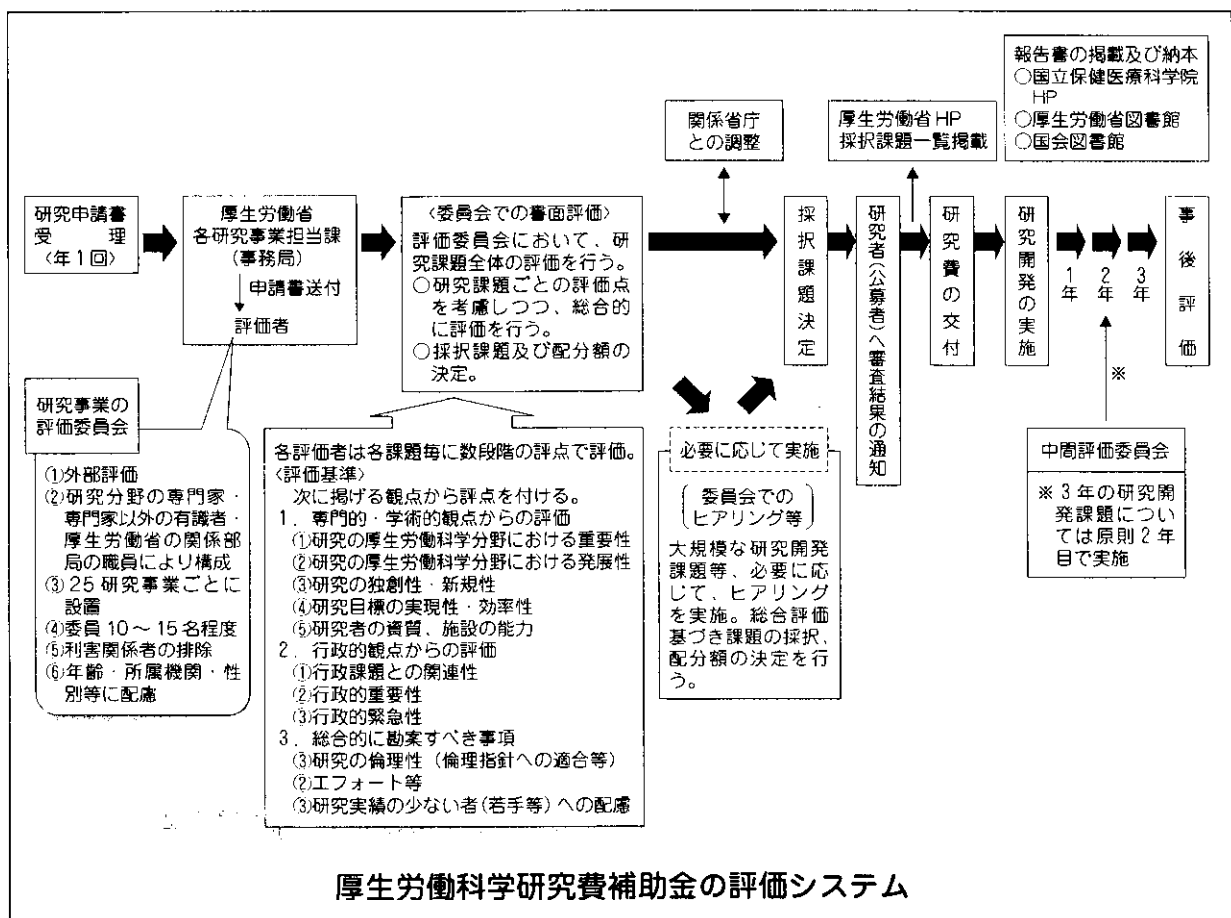 研究申請書
受　　理
〈年１回〉
厚生労働省
各研究事業担当課
(事務局)
申請書送付
評価者
研究事業の
評価委員会
①外部評価
②研究分野の専門家・
専門家以外の有識者・
厚生労働省の関係部
局の職員により構成
③25研究事業ごとに
設置
④委員10～15名程度
⑤利害関係者の排除
⑥年齢・所属機関・性
別等に配慮
〈委員会での書面評価〉
評価委員会において、研
究課題全体の評価を行う。
○研究課題ごとの評価点
を考慮しつつ、総合的
に評価を行う。
○採択課題及び配分額の
決定。
各評価者は各課題毎に数段階の評点で評価。
〈評価基準〉
次に掲げる観点から評点を付ける。
１．専門的・学術的観点からの評価
①研究の厚生労働科学分野における重要性
②研究の厚生労働科学分野における発展性
③研究の独創性・新規性
④研究目標の実現性・効率性
⑤研究者の資質、施設の能力
２．行政的観点からの評価
①行政課題との関連性
②行政的重要性
③行政的緊急性
３．総合的に勘案すべき事項
③研究の倫理性（倫理指針への適合等）
②エフォート等
③研究実績の少ない者(若手等)への配慮
関係省庁
との調整
必要に応じて実施
委員会での
ヒアリング等
大規模な研究開発
課題等、必要に応
じて、ヒアリング
を実施。総合評価
基づき課題の採択、
配分額の決定を行
う。
採択課題決定
厚生労働省HP
採択課題一覧掲載
研究者(公募者)へ審査結果の通知
研究費の交付
研究開発の実施
報告書の掲載及び納本
○国立保健医療科学院
HP
○厚生労働省図書館
○国会図書館
１年
２年
３年
事後評価
※
中間評価委員会
※３年の研究開
発課題につい
ては原則２年
目で実施
厚生労働科学研究費補助金の評価システム